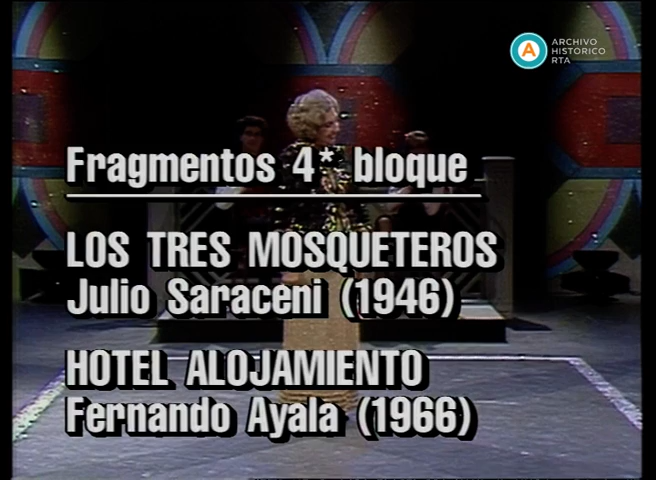 ARCHIVO
HISTORICO
RTA
A
Fragmentos 4* bloque
LOS TRES MOSQUETEROS
Julio Saraceni (1946)
HOTEL ALOJAMIENTO
Fernando Ayala (1966)